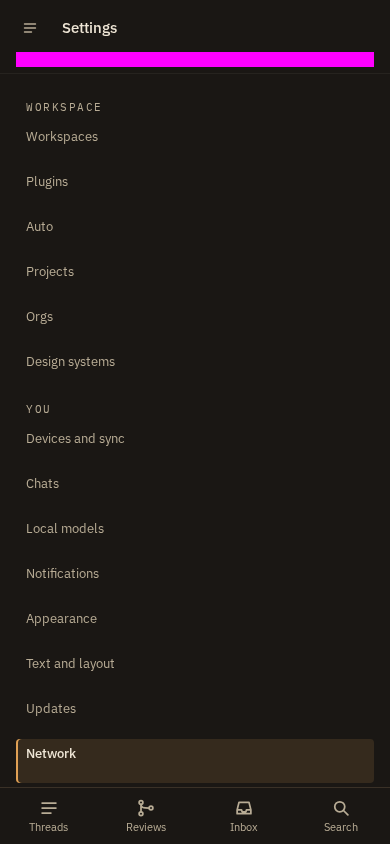 Settings
WORKSPACE
Workspaces
Plugins
Auto
Projects
Orgs
Design systems
YOU
Devices and sync
Chats
Local models
Notifications
Appearance
Text and layout
Updates
Network
Threads
Reviews
Inbox
Search